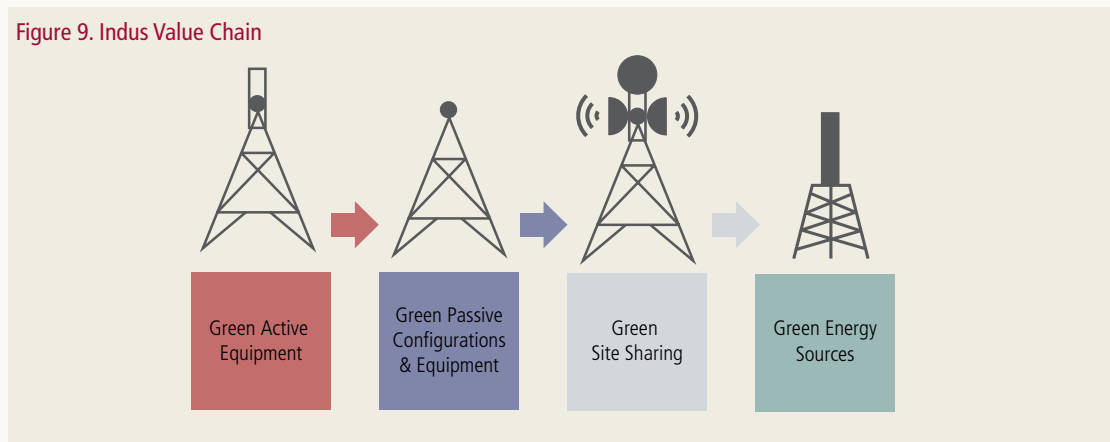 Figure 9. Indus Value Chain
Green Active
Equipment
Green Passive
Configurations
& Equipment
Green
Site Sharing
Green Energy
Sources